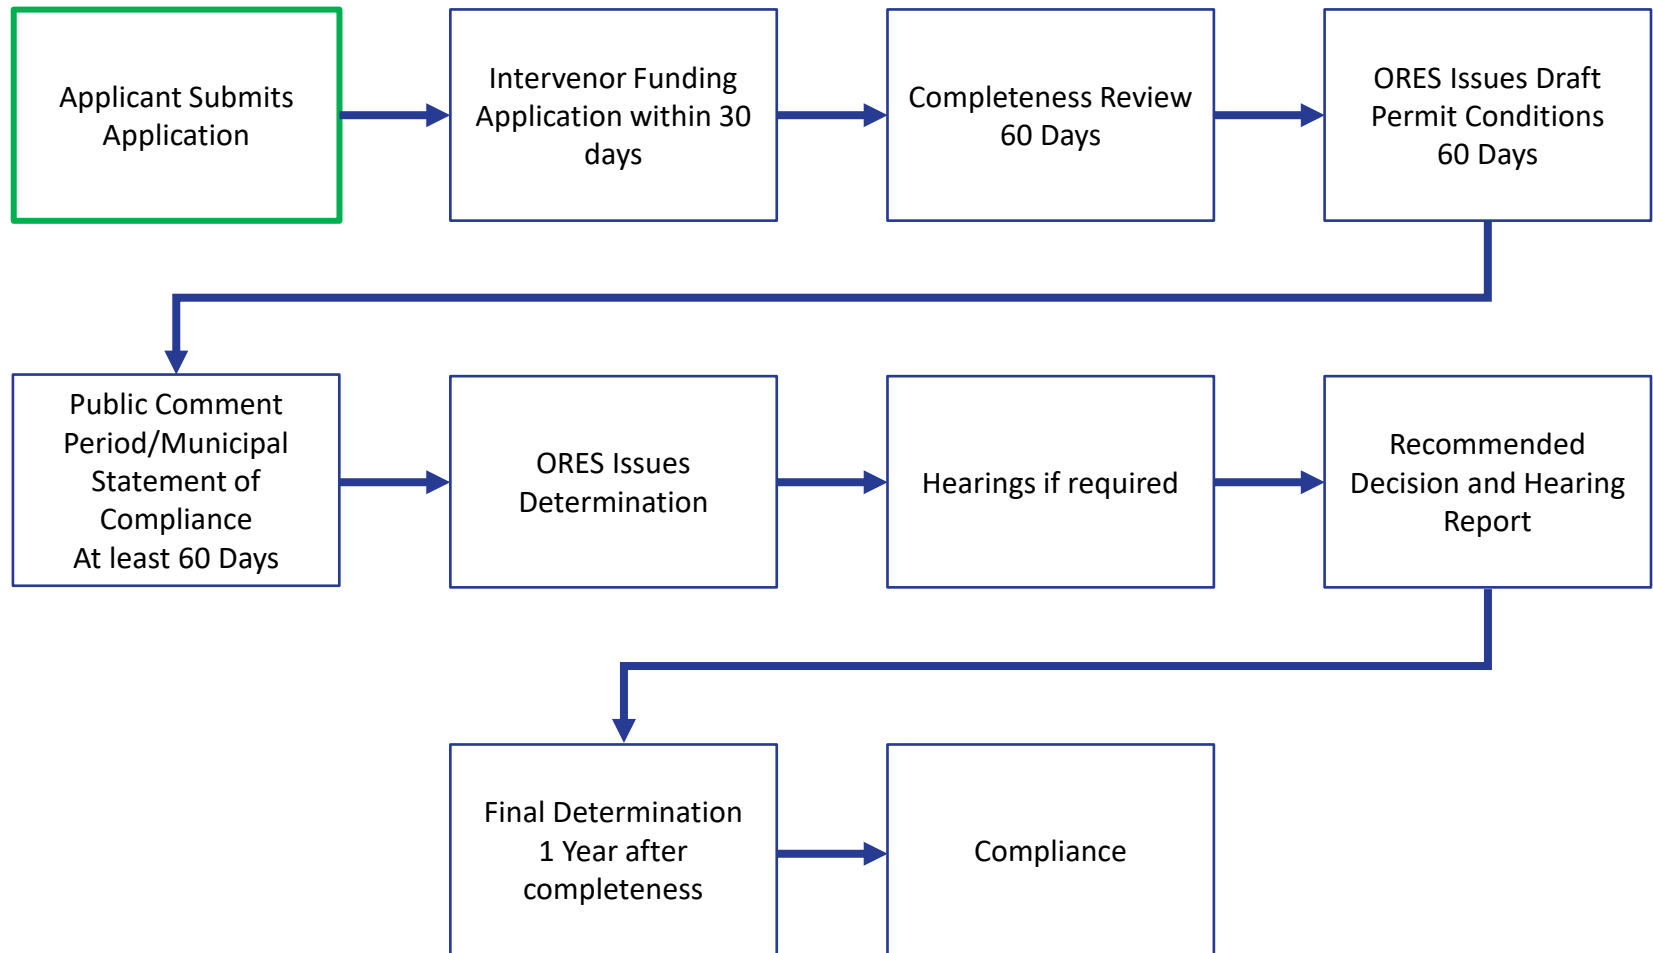 Applicant Submits
Application
Intervenor Funding
Application within 30
days
Completeness Review
60 Days
ORES Issues Draft
Permit Conditions
60 Days
Public Comment
Period/Municipal
Statement of
Compliance
At least 60 Days
ORES Issues
Determination
Hearings if required
Recommended
Decision and Hearing
Report
Final Determination
1 Year after
completeness
Compliance